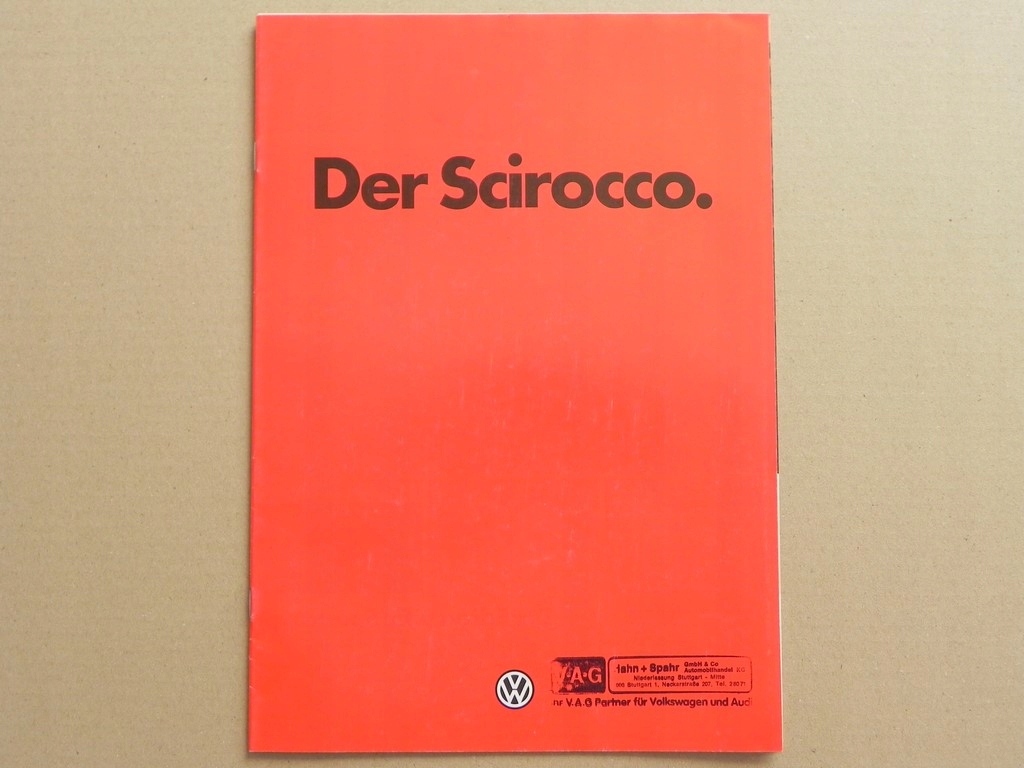 Der Scirocco.
VW
V·A·G
Hahn + Spahr GmbH & Co
Automobilhandel KG
Niederlassung Stuttgart - Mitte
Stuttgart 1, Neckarstraße 207, Tel.
V.A.G Partner für Volkswagen und Audi